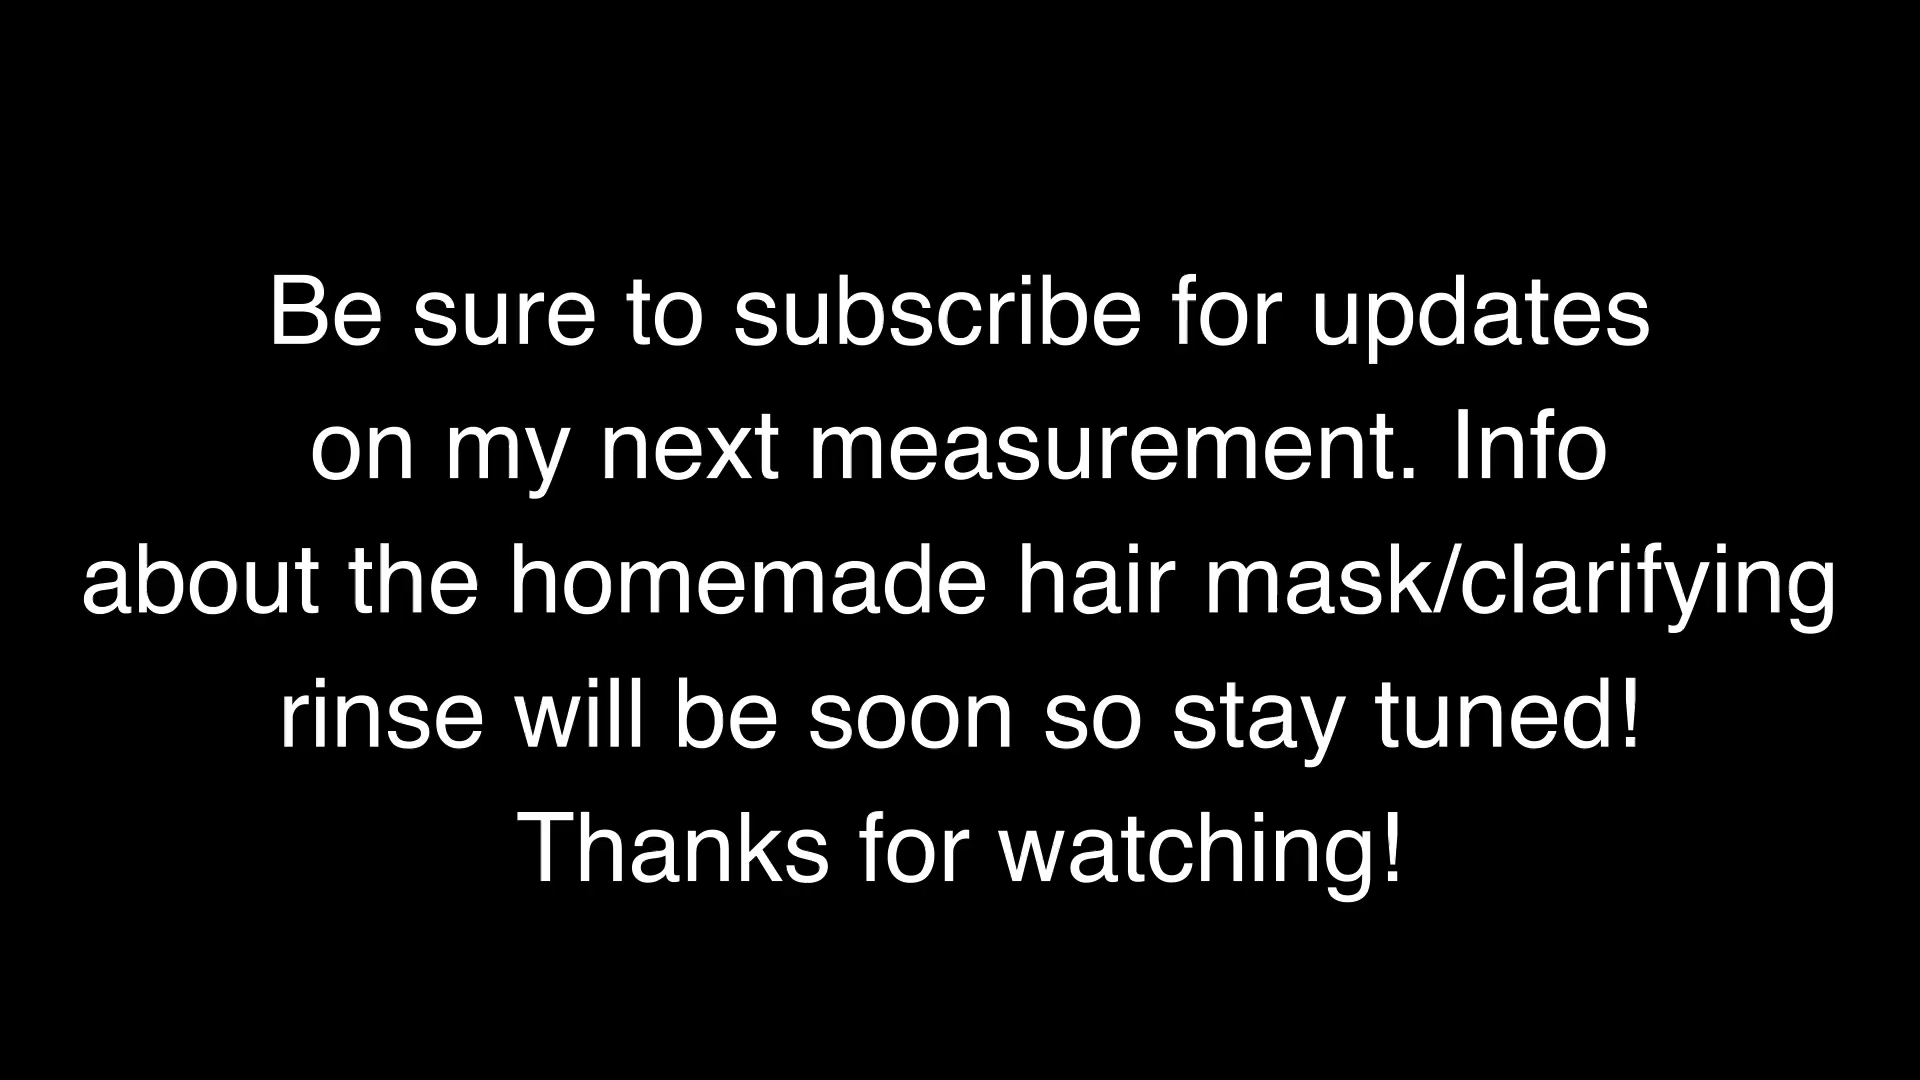 Be sure to subscribe for updates
on my next measurement. Info
about the homemade hair mask/clarifying
rinse will be soon so stay tuned!
Thanks for watching!